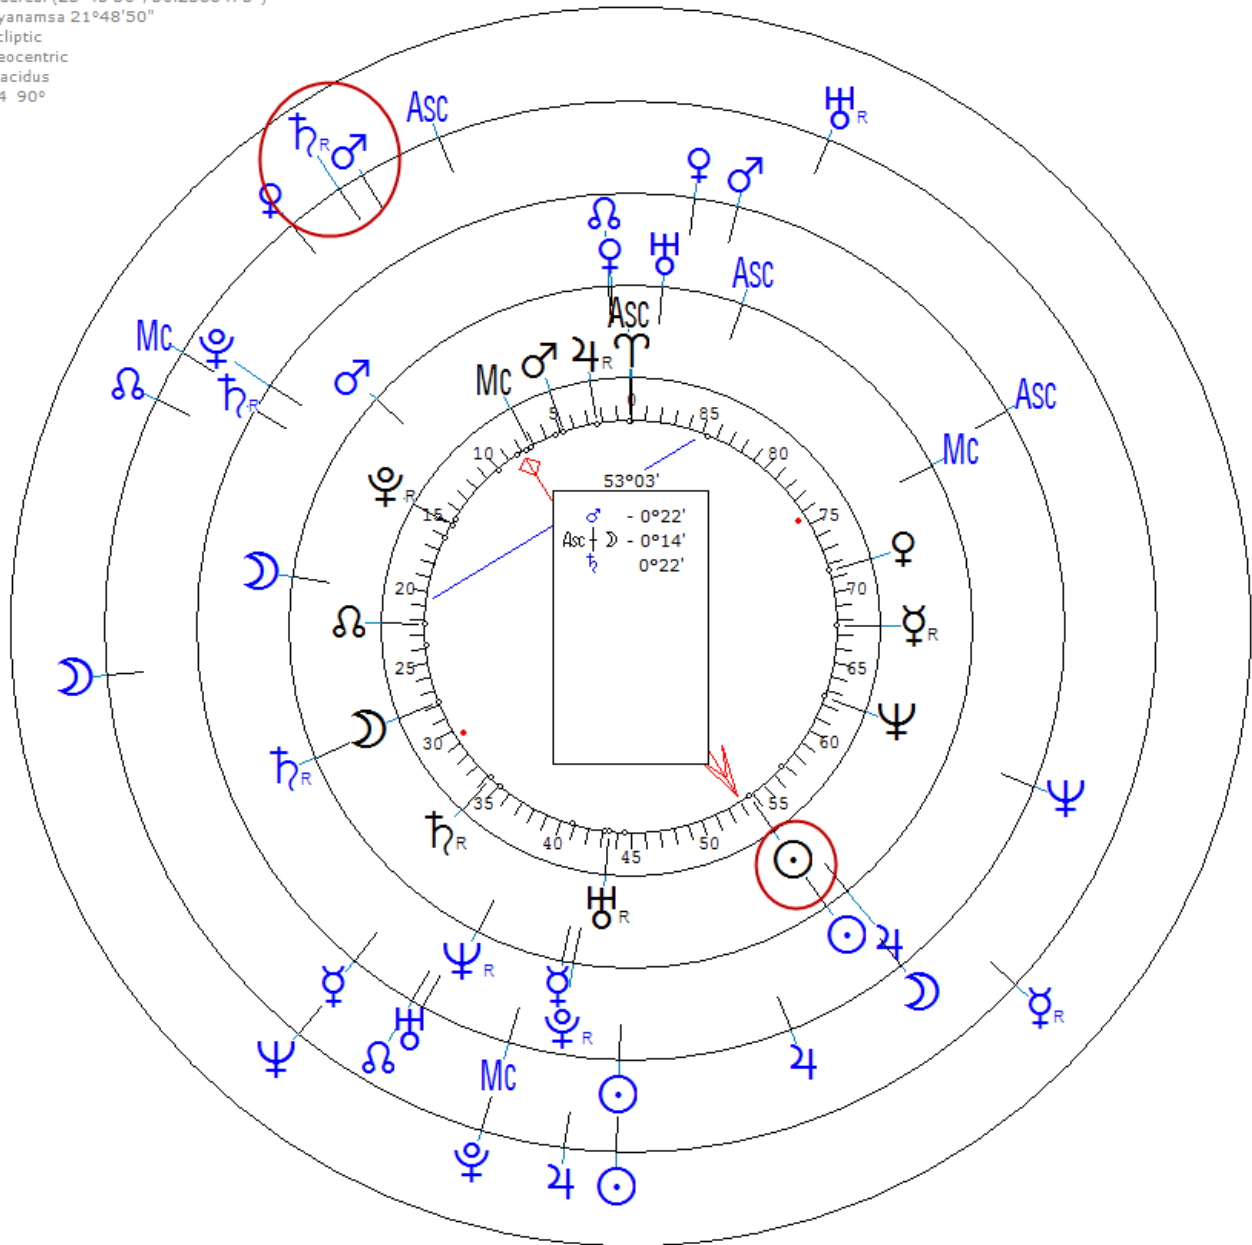 yanamsa 21°48'50"
cliptic
eocentric
acidus
4 90°
Asc
R
R
Asc
Mc
Asc
Mc
R
R
Asc
R
Mc
0
5
85
10
80
53°03'
- 0°22'
R
15
75
Asc
- 0°14'
0°22'
20
70
R
25
65
30
60
R
35
55
R
40
50
45
R
R
R
R
Mc